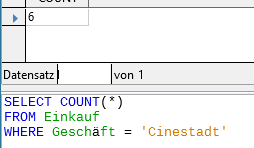 COUNT
6
Datensatz von 1
SELECT COUNT(*)
FROM Einkauf
WHERE Geschäft = 'Cinestadt'